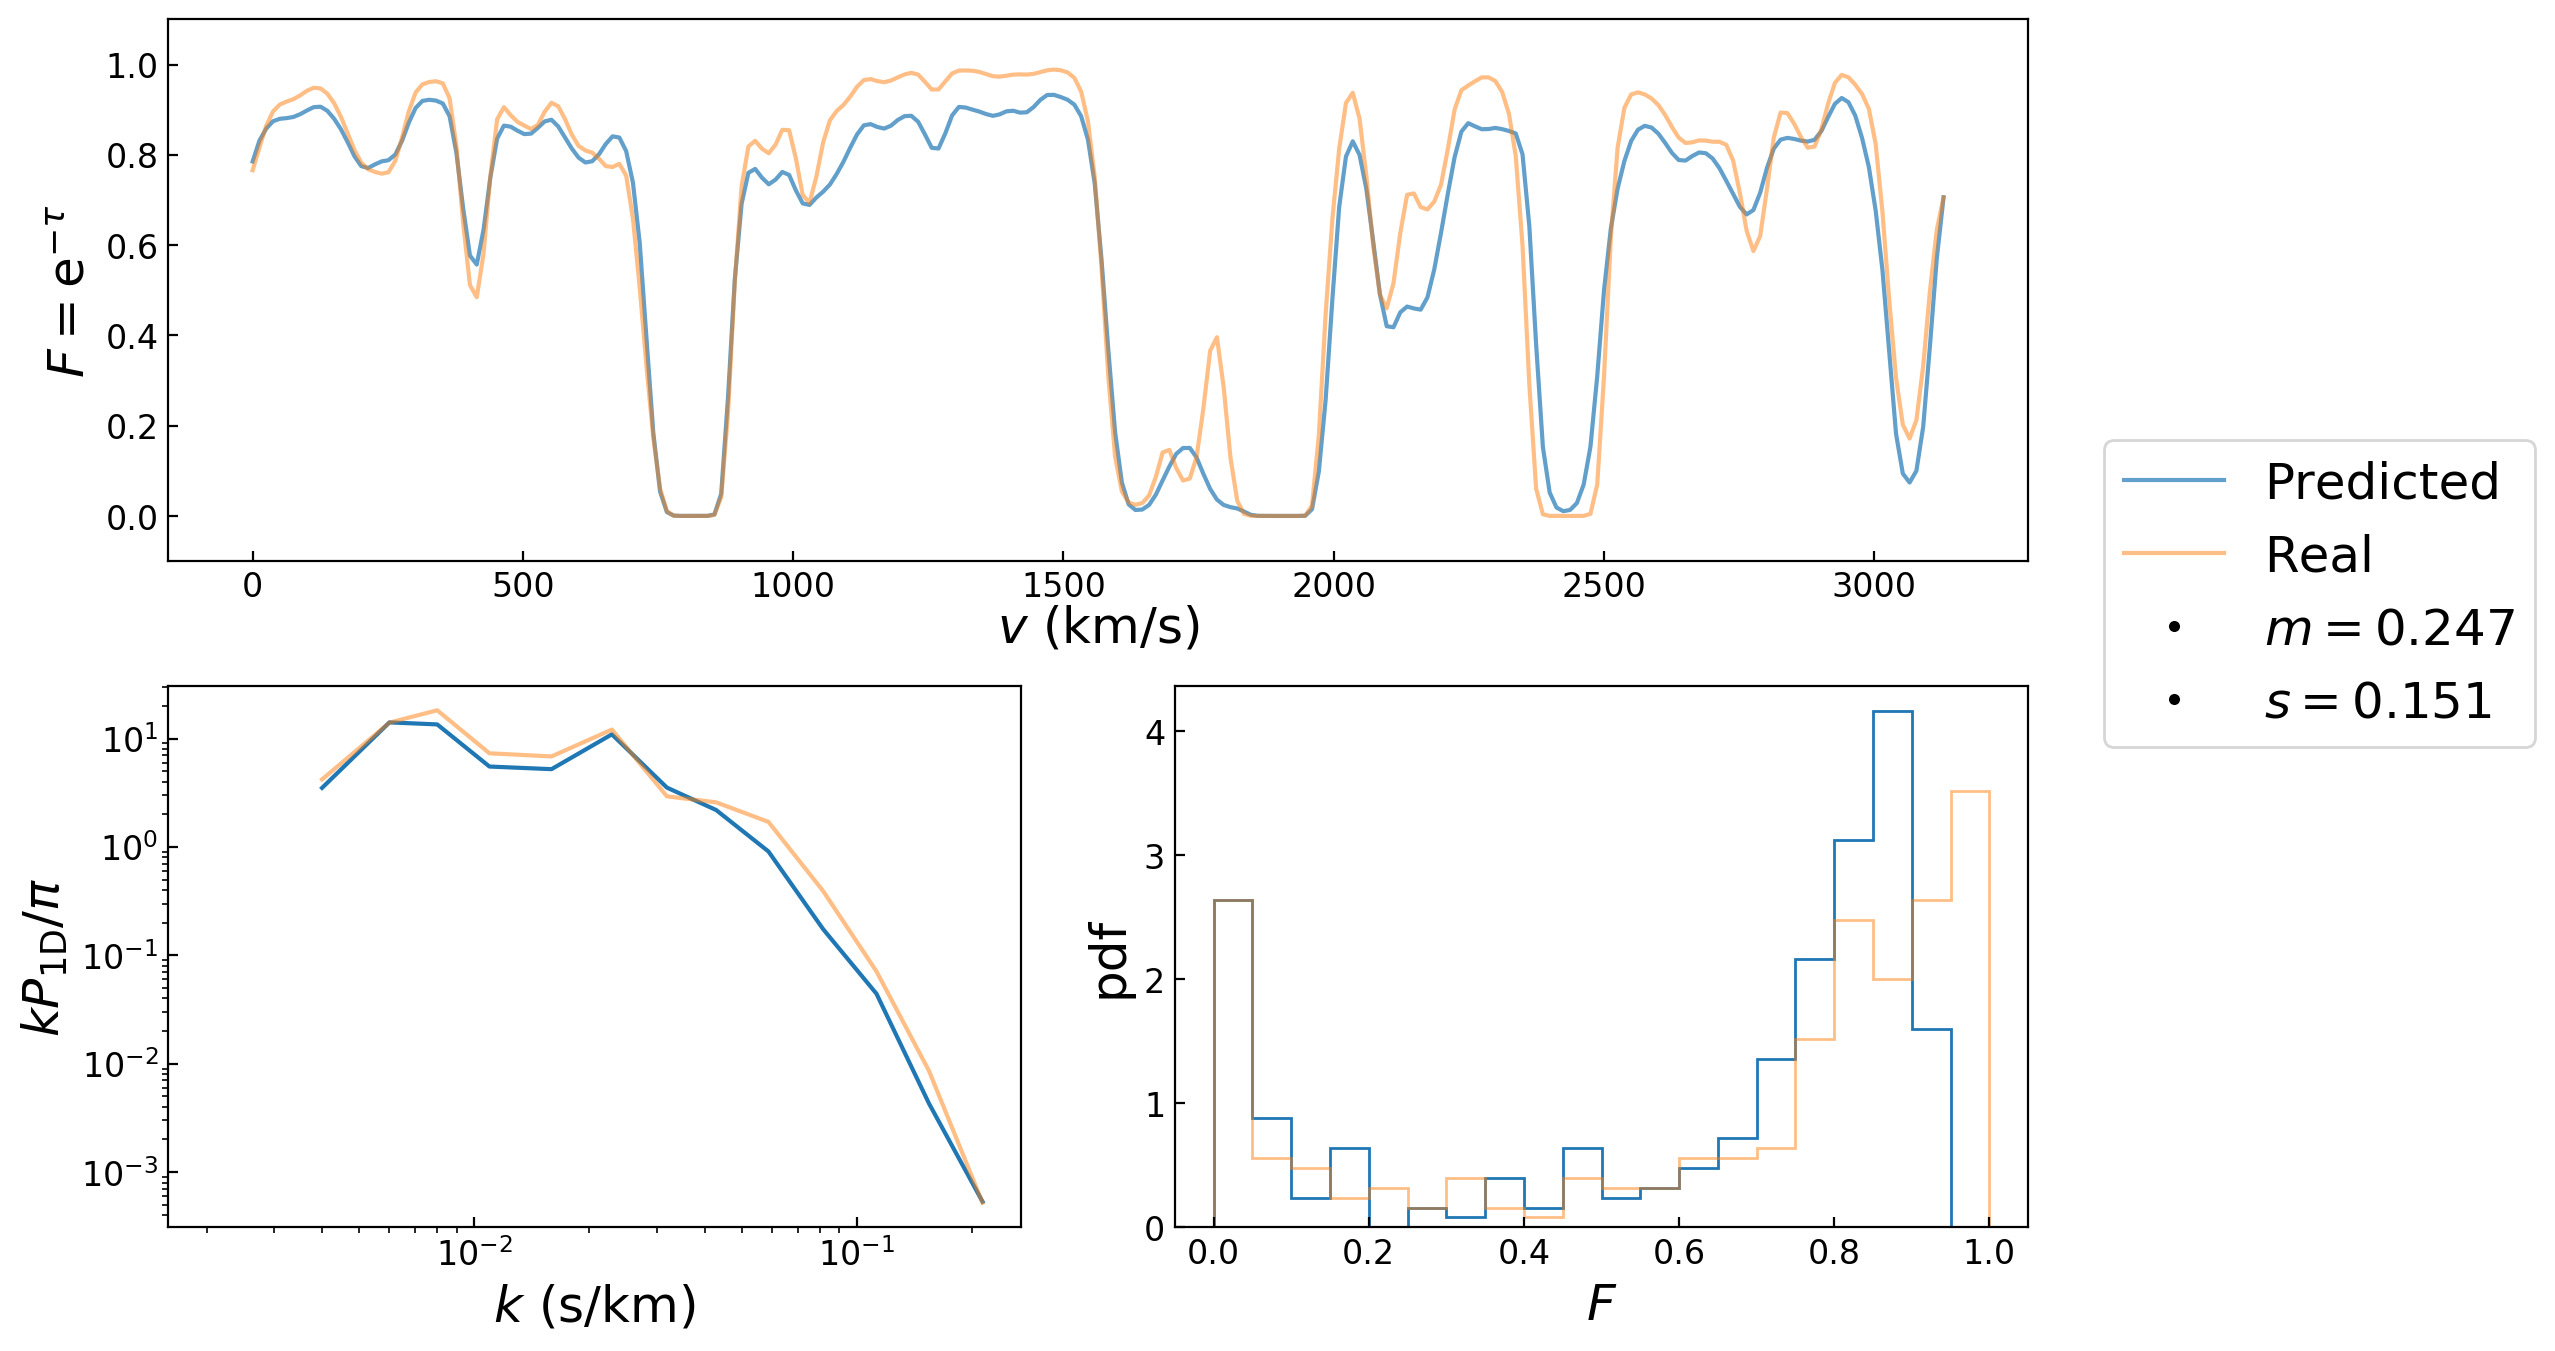 1.0
0.8
0.6
0.4
0.2
0.0
F = e^{−τ}
0 500 1000 1500 2000 2500 3000
v (km/s)
Predicted
Real
m = 0.247
s = 0.151
10^1
10^0
10^{−1}
10^{−2}
10^{−3}
kP_{1D}/π
10^{−2} 10^{−1}
k (s/km)
4
3
2
1
0
pdf
0.0 0.2 0.4 0.6 0.8 1.0
F